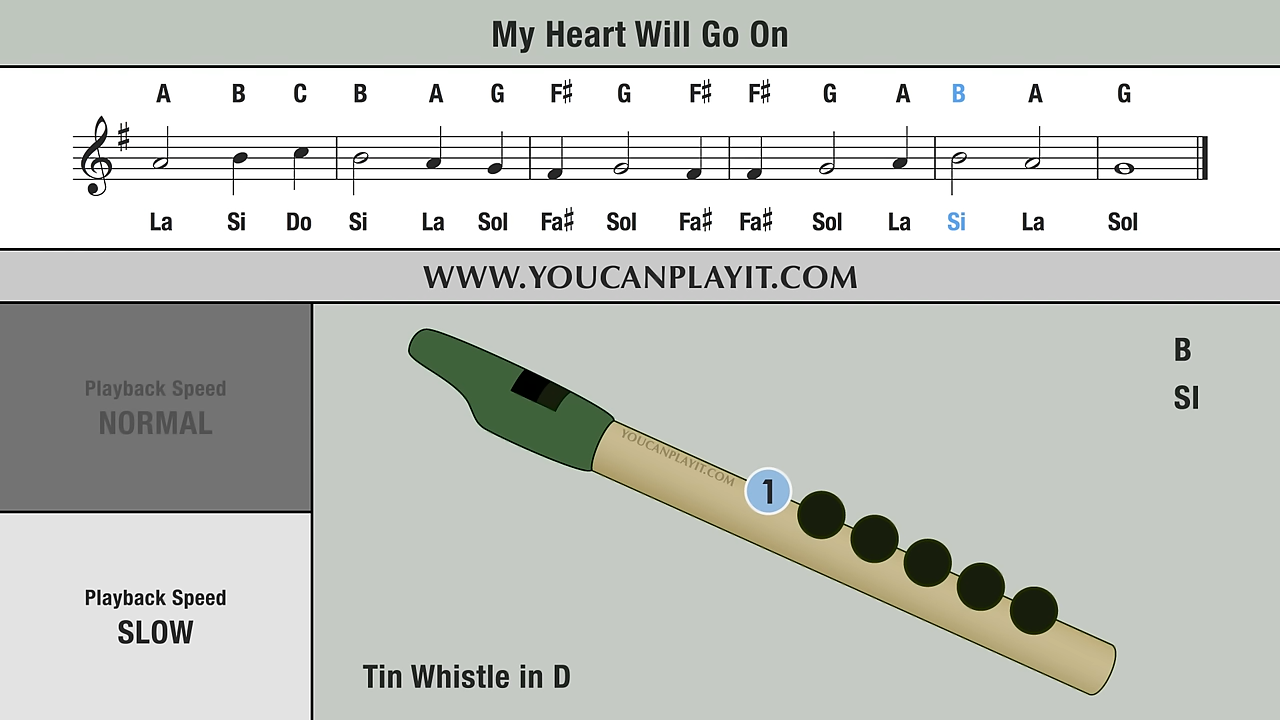 My Heart Will Go On
A B C B A G F♯ G F♯ F♯ G A B A G
La Si Do Si La Sol Fa♯ Sol Fa♯ Fa♯ Sol La Si La Sol
WWW.YOUCANPLAYIT.COM
Playback Speed
NORMAL
Playback Speed
SLOW
B
SI
YOUCANPLAYIT.COM
1
Tin Whistle in D